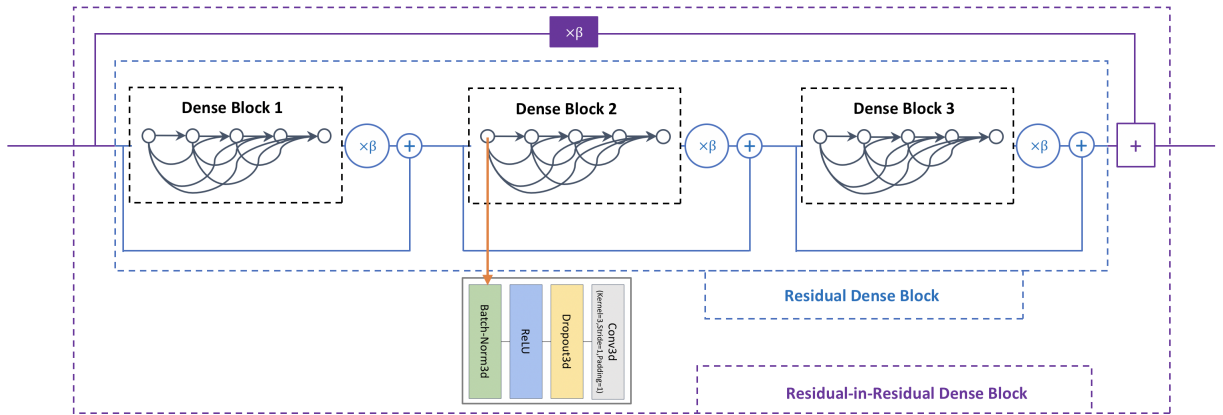 ×β
Dense Block 1
Dense Block 2
Dense Block 3
×β
+
×β
+
×β
+
+
Residual Dense Block
Batch-Norm3d
ReLU
Dropout3d
Conv3d
(Kernel=3,Stride=1,Padding=1)
Residual-in-Residual Dense Block